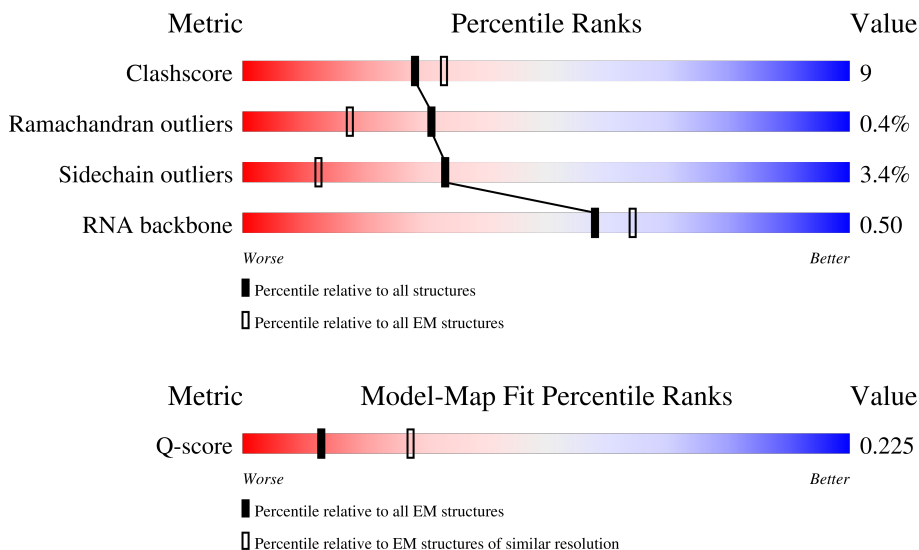 Metric Percentile Ranks Value
Clashscore 9
Ramachandran outliers 0.4%
Sidechain outliers 3.4%
RNA backbone 0.50
Worse Better
Percentile relative to all structures
Percentile relative to all EM structures
Metric Model-Map Fit Percentile Ranks Value
Q-score 0.225
Worse Better
Percentile relative to all EM structures
Percentile relative to EM structures of similar resolution